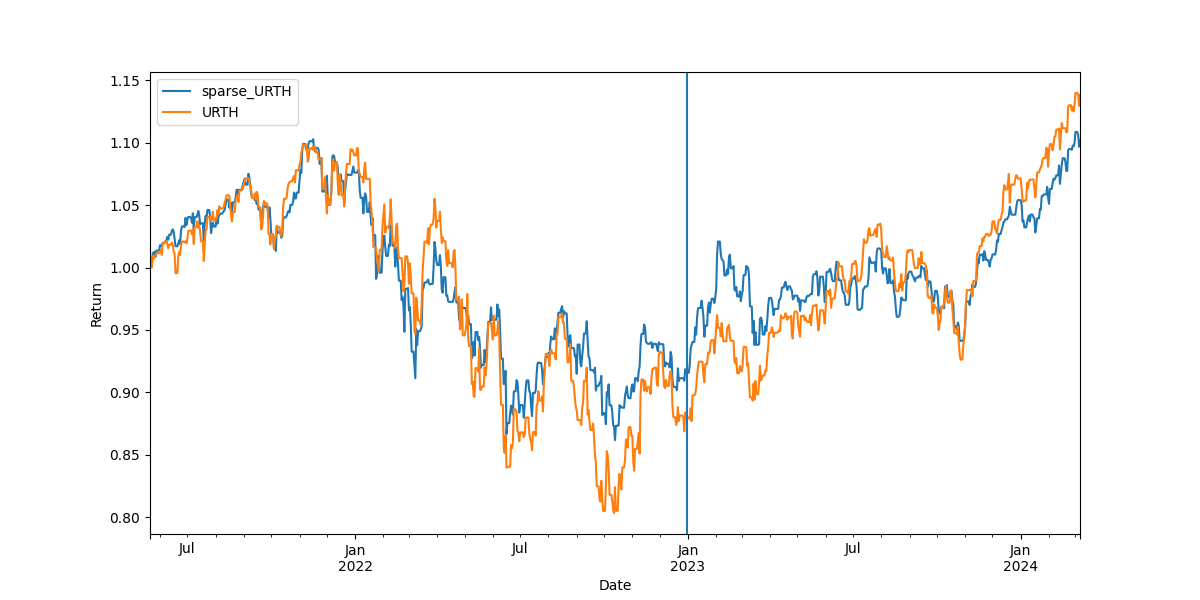 sparse_URTH
URTH
1.15
1.10
1.05
1.00
0.95
0.90
0.85
0.80
Return
Jul
Jan
2022
Jul
Jan
2023
Jul
Jan
2024
Date